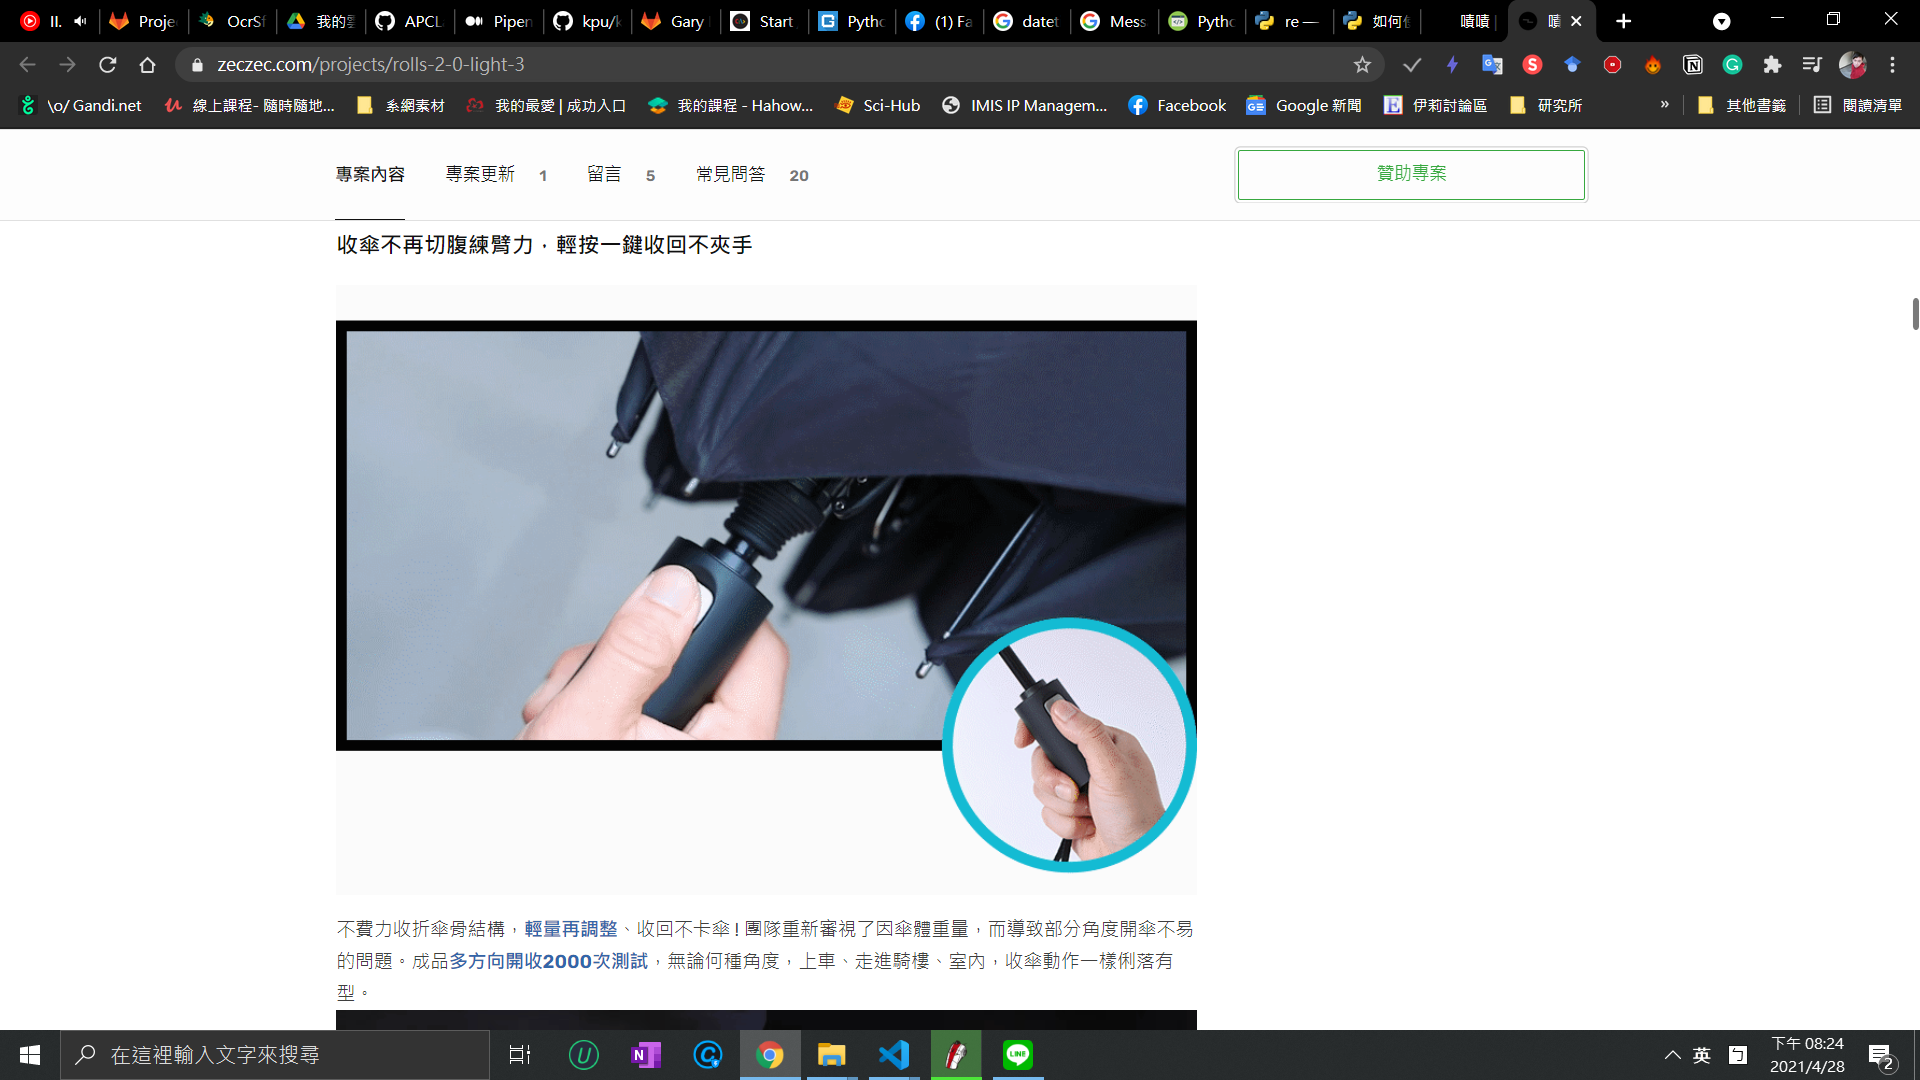 II.
Projec
OcrSf
我的雲
APCL
Pipen
kpu/k
Gary
Start
Pytho
(1) Fa
datet
Mess
Pytho
re —
如何使
嘖嘖 |
嘖
zeczec.com/projects/rolls-2-0-light-3
\o/ Gandi.net
線上課程- 隨時隨地...
系網素材
我的最愛 | 成功入口
我的課程 - Hahow...
Sci-Hub
IMIS IP Managem...
Facebook
Google 新聞
伊莉討論區
研究所
»
其他書籤
閱讀清單
專案內容 專案更新 1 留言 5 常見問答 20
贊助專案
收傘不再切腹練臂力，輕按一鍵收回不夾手
不費力收折傘骨結構，輕量再調整、收回不卡傘！團隊重新審視了因傘體重量，而導致部分角度開傘不易
的問題。成品多方向開收2000次測試，無論何種角度，上車、走進騎樓、室內，收傘動作一樣俐落有
型。
在這裡輸入文字來搜尋
LINE
英
下午 08:24
2021/4/28
2